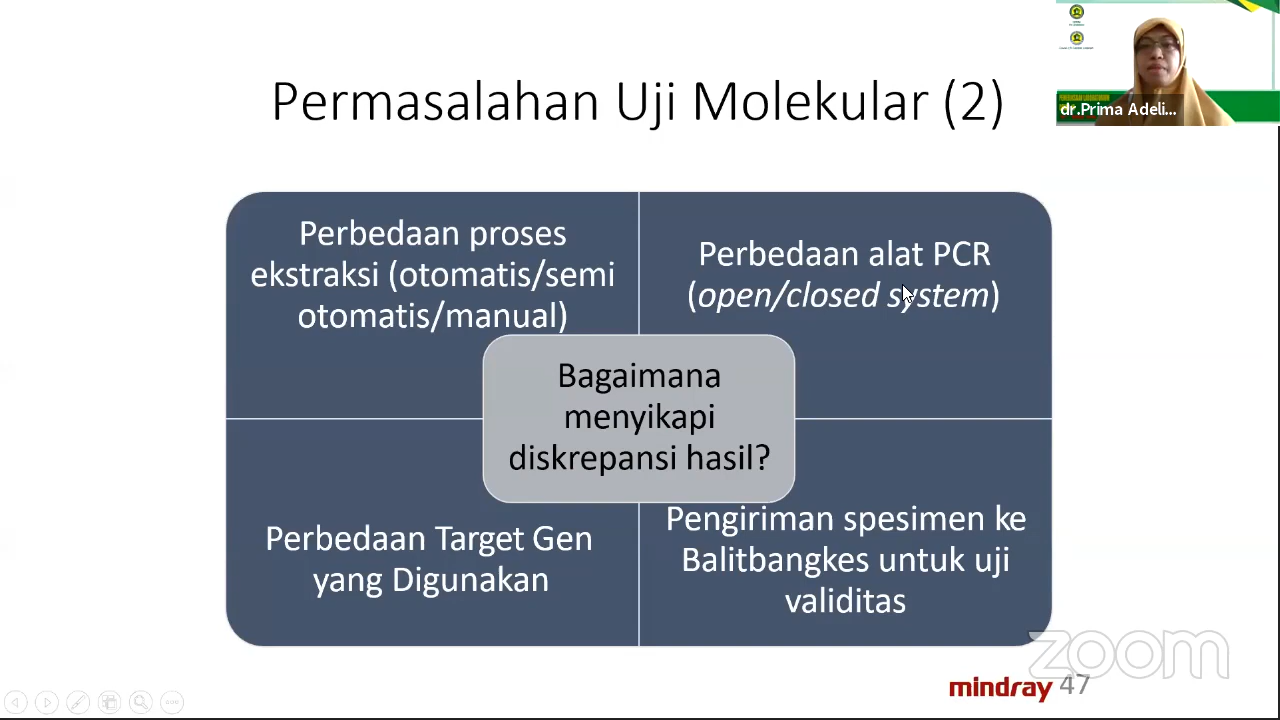 Permasalahan Uji Molekular (2)
dr.Prima Adeli...
Perbedaan proses
ekstraksi (otomatis/semi
otomatis/manual)
Perbedaan alat PCR
(open/closed system)
Bagaimana
menyikapi
diskrepansi hasil?
Perbedaan Target Gen
yang Digunakan
Pengiriman spesimen ke
Balitbangkes untuk uji
validitas
zoom
mindray 47